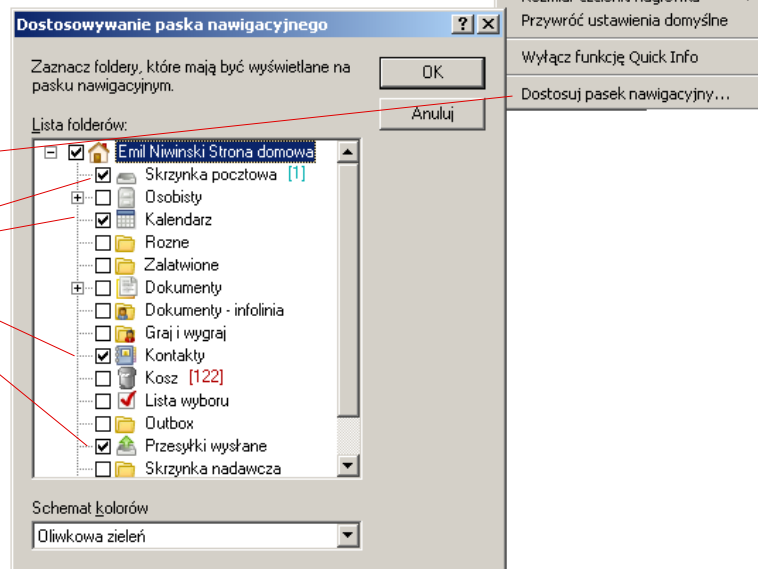 Dostosowywanie paska nawigacyjnego
Zaznacz foldery, które mają być wyświetlane na
pasku nawigacyjnym.
OK
Anuluj
Lista folderów:
Emil Niwinski Strona domowa
Skrzynka pocztowa [1]
Osobisty
Kalendarz
Rozne
Zalatwione
Dokumenty
Dokumenty - infolinia
Graj i wygraj
Kontakty
Kosz [122]
Lista wyboru
Outbox
Przesyłki wysłane
Skrzynka nadawcza
Schemat kolorów
Oliwkowa zieleń
Przywróć ustawienia domyślne
Wyłącz funkcję Quick Info
Dostosuj pasek nawigacyjny...